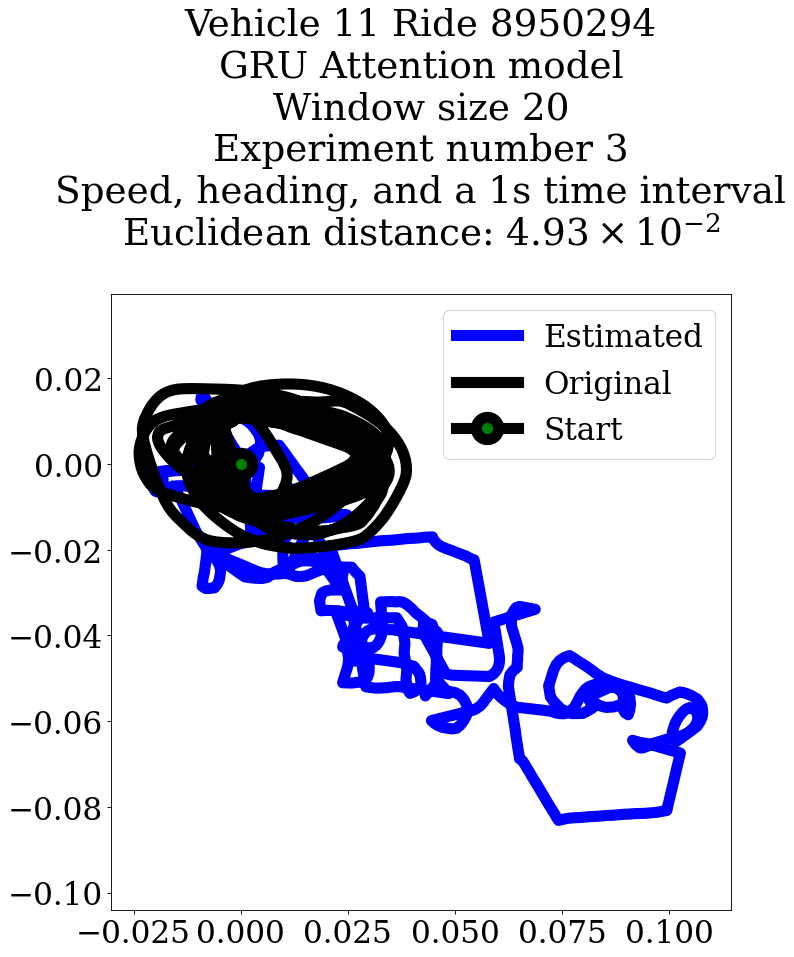 Vehicle 11 Ride 8950294
GRU Attention model
Window size 20
Experiment number 3
Speed, heading, and a 1s time interval
Euclidean distance: 4.93 × 10⁻²
Estimated
Original
Start
0.02
0.00
−0.02
−0.04
−0.06
−0.08
−0.10
−0.025 0.000 0.025 0.050 0.075 0.100